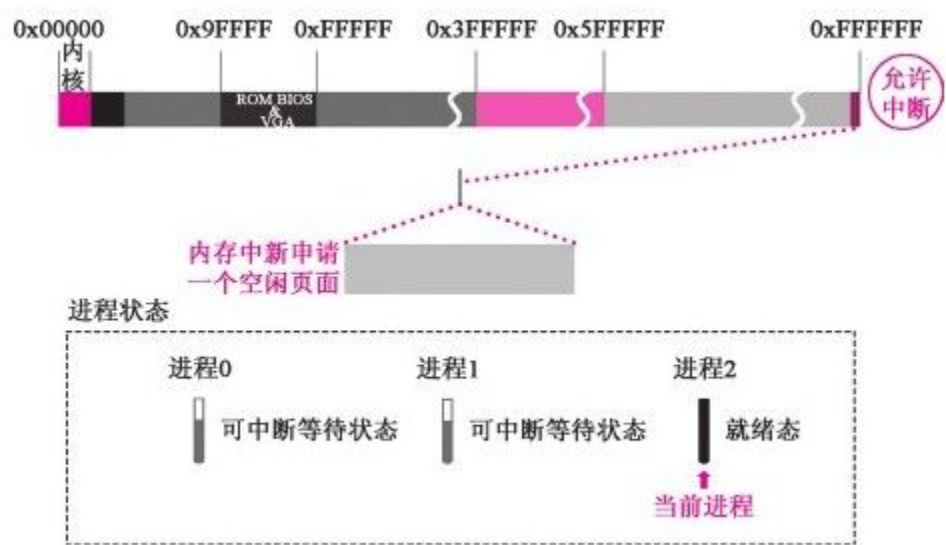 0x00000 0x9FFFF 0xFFFFF 0x3FFFFF 0x5FFFFF 0xFFFFFF
内核
ROM BIOS
&
VGA
允许
中断
内存中新申请
一个空闲页面
进程状态
进程0 进程1 进程2
可中断等待状态 可中断等待状态 就绪态
当前进程